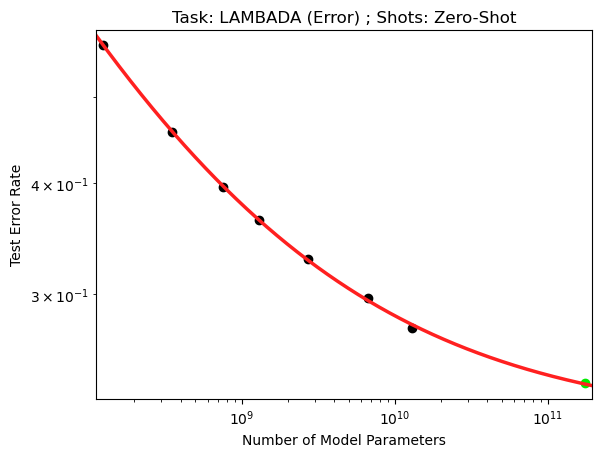 Task: LAMBADA (Error) ; Shots: Zero-Shot
Test Error Rate
4 × 10⁻¹
3 × 10⁻¹
10⁹ 10¹⁰ 10¹¹
Number of Model Parameters